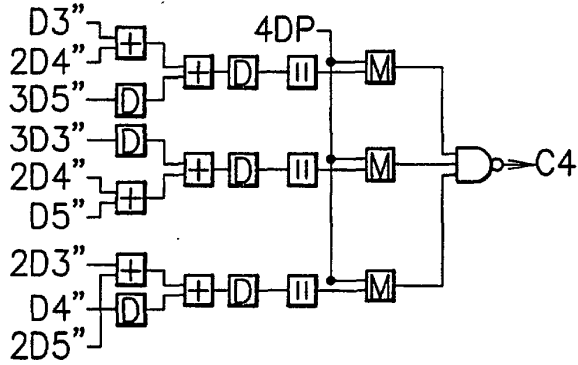 D3”
4DP
+
2D4”
+
D
||
M
3D5”
D
3D3”
D
2D4”
+
D
||
M
C4
+
D5”
2D3”
+
+
D
||
M
D4”
D
2D5”